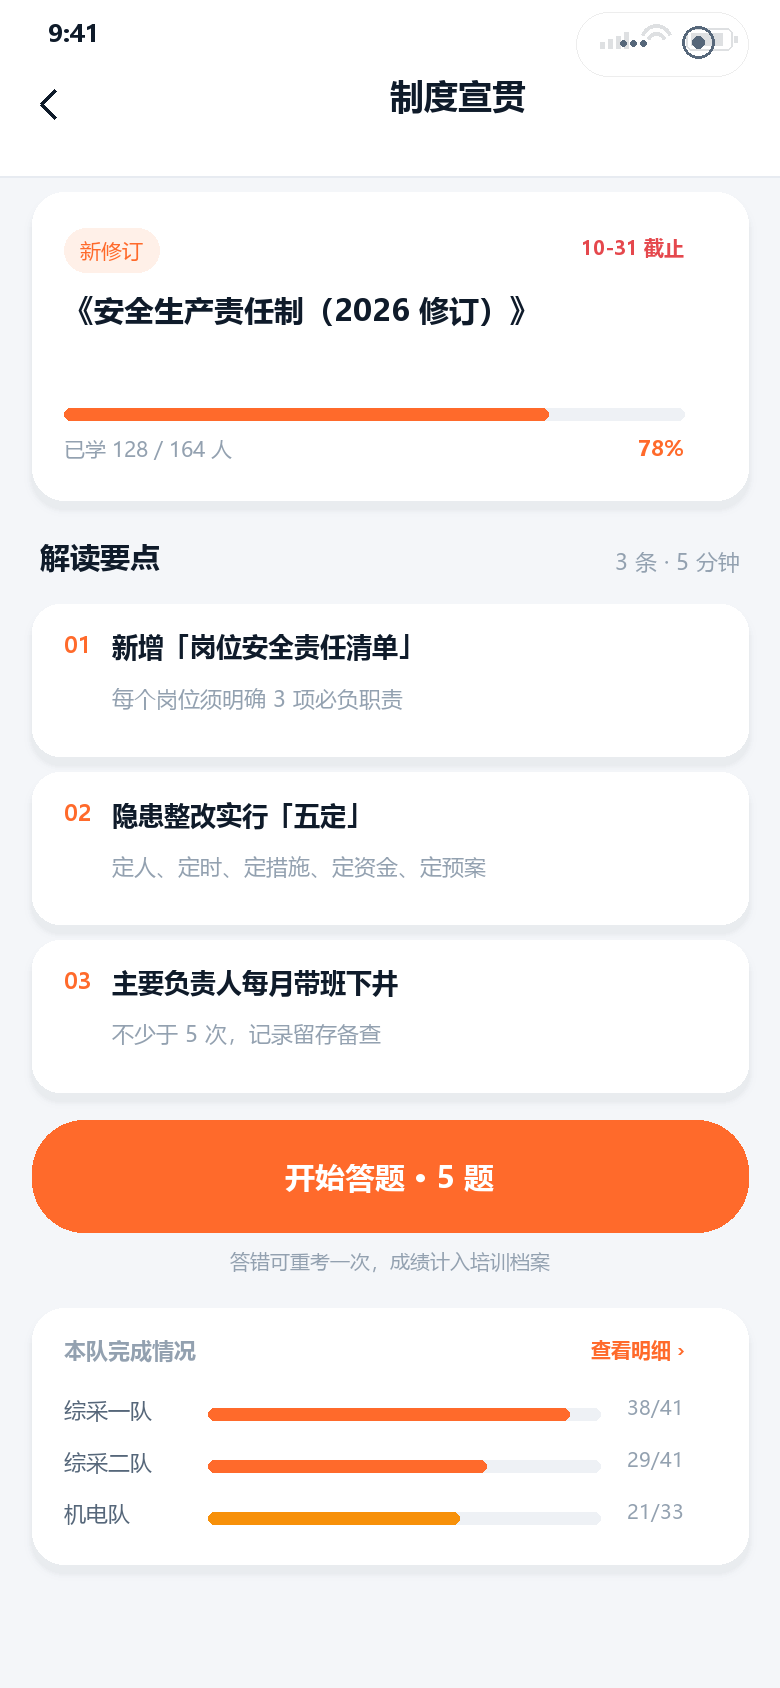 9:41
制度宣贯
新修订
10-31 截止
《安全生产责任制（2026 修订）》
已学 128 / 164 人
78%
解读要点
3 条 · 5 分钟
01 新增「岗位安全责任清单」
每个岗位须明确 3 项必负职责
02 隐患整改实行「五定」
定人、定时、定措施、定资金、定预案
03 主要负责人每月带班下井
不少于 5 次，记录留存备查
开始答题 • 5 题
答错可重考一次，成绩计入培训档案
本队完成情况
查看明细 ›
综采一队 38/41
综采二队 29/41
机电队 21/33